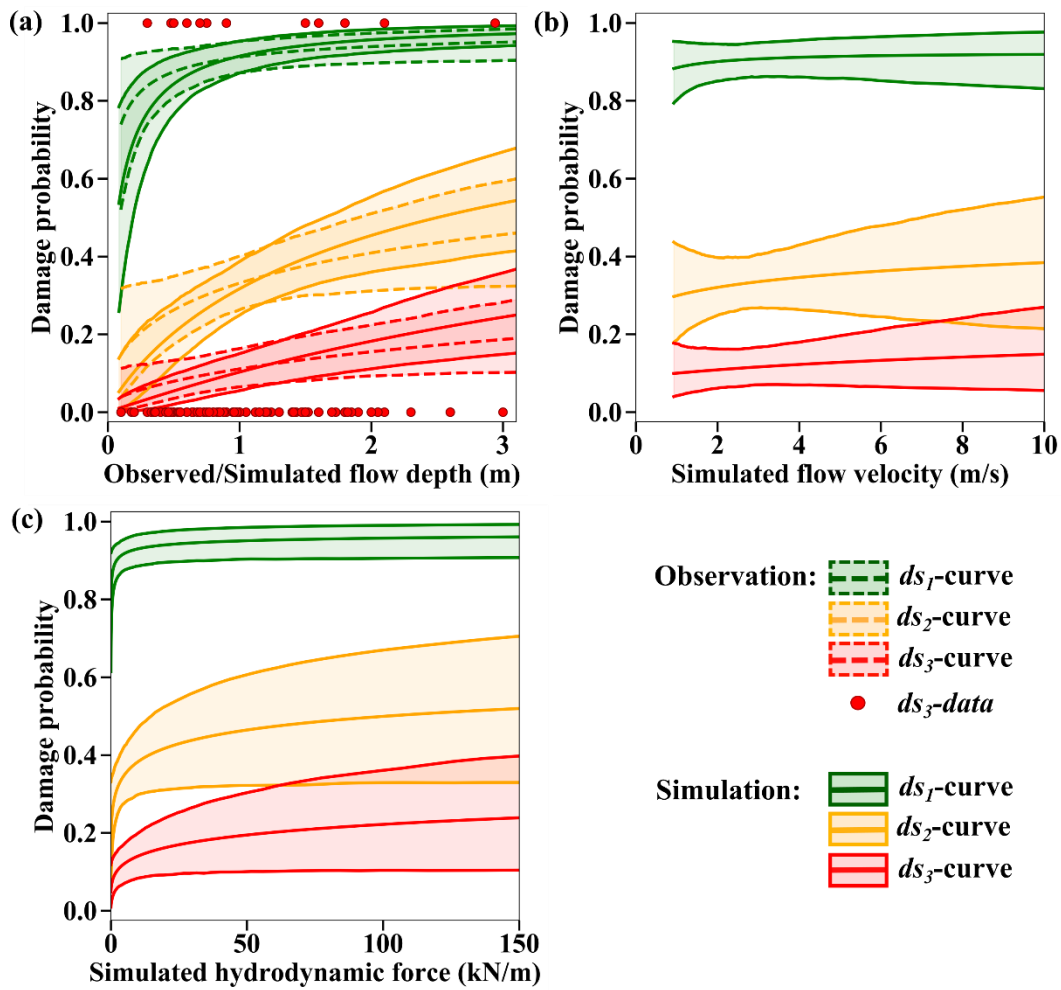 (a)
Damage probability
1.0
0.8
0.6
0.4
0.2
0.0
0 1 2 3
Observed/Simulated flow depth (m)
(b)
Damage probability
1.0
0.8
0.6
0.4
0.2
0.0
2 4 6 8 10
Simulated flow velocity (m/s)
(c)
Damage probability
1.0
0.8
0.6
0.4
0.2
0.0
0 50 100 150
Simulated hydrodynamic force (kN/m)
Observation: ds1-curve
ds2-curve
ds3-curve
ds3-data
Simulation: ds1-curve
ds2-curve
ds3-curve